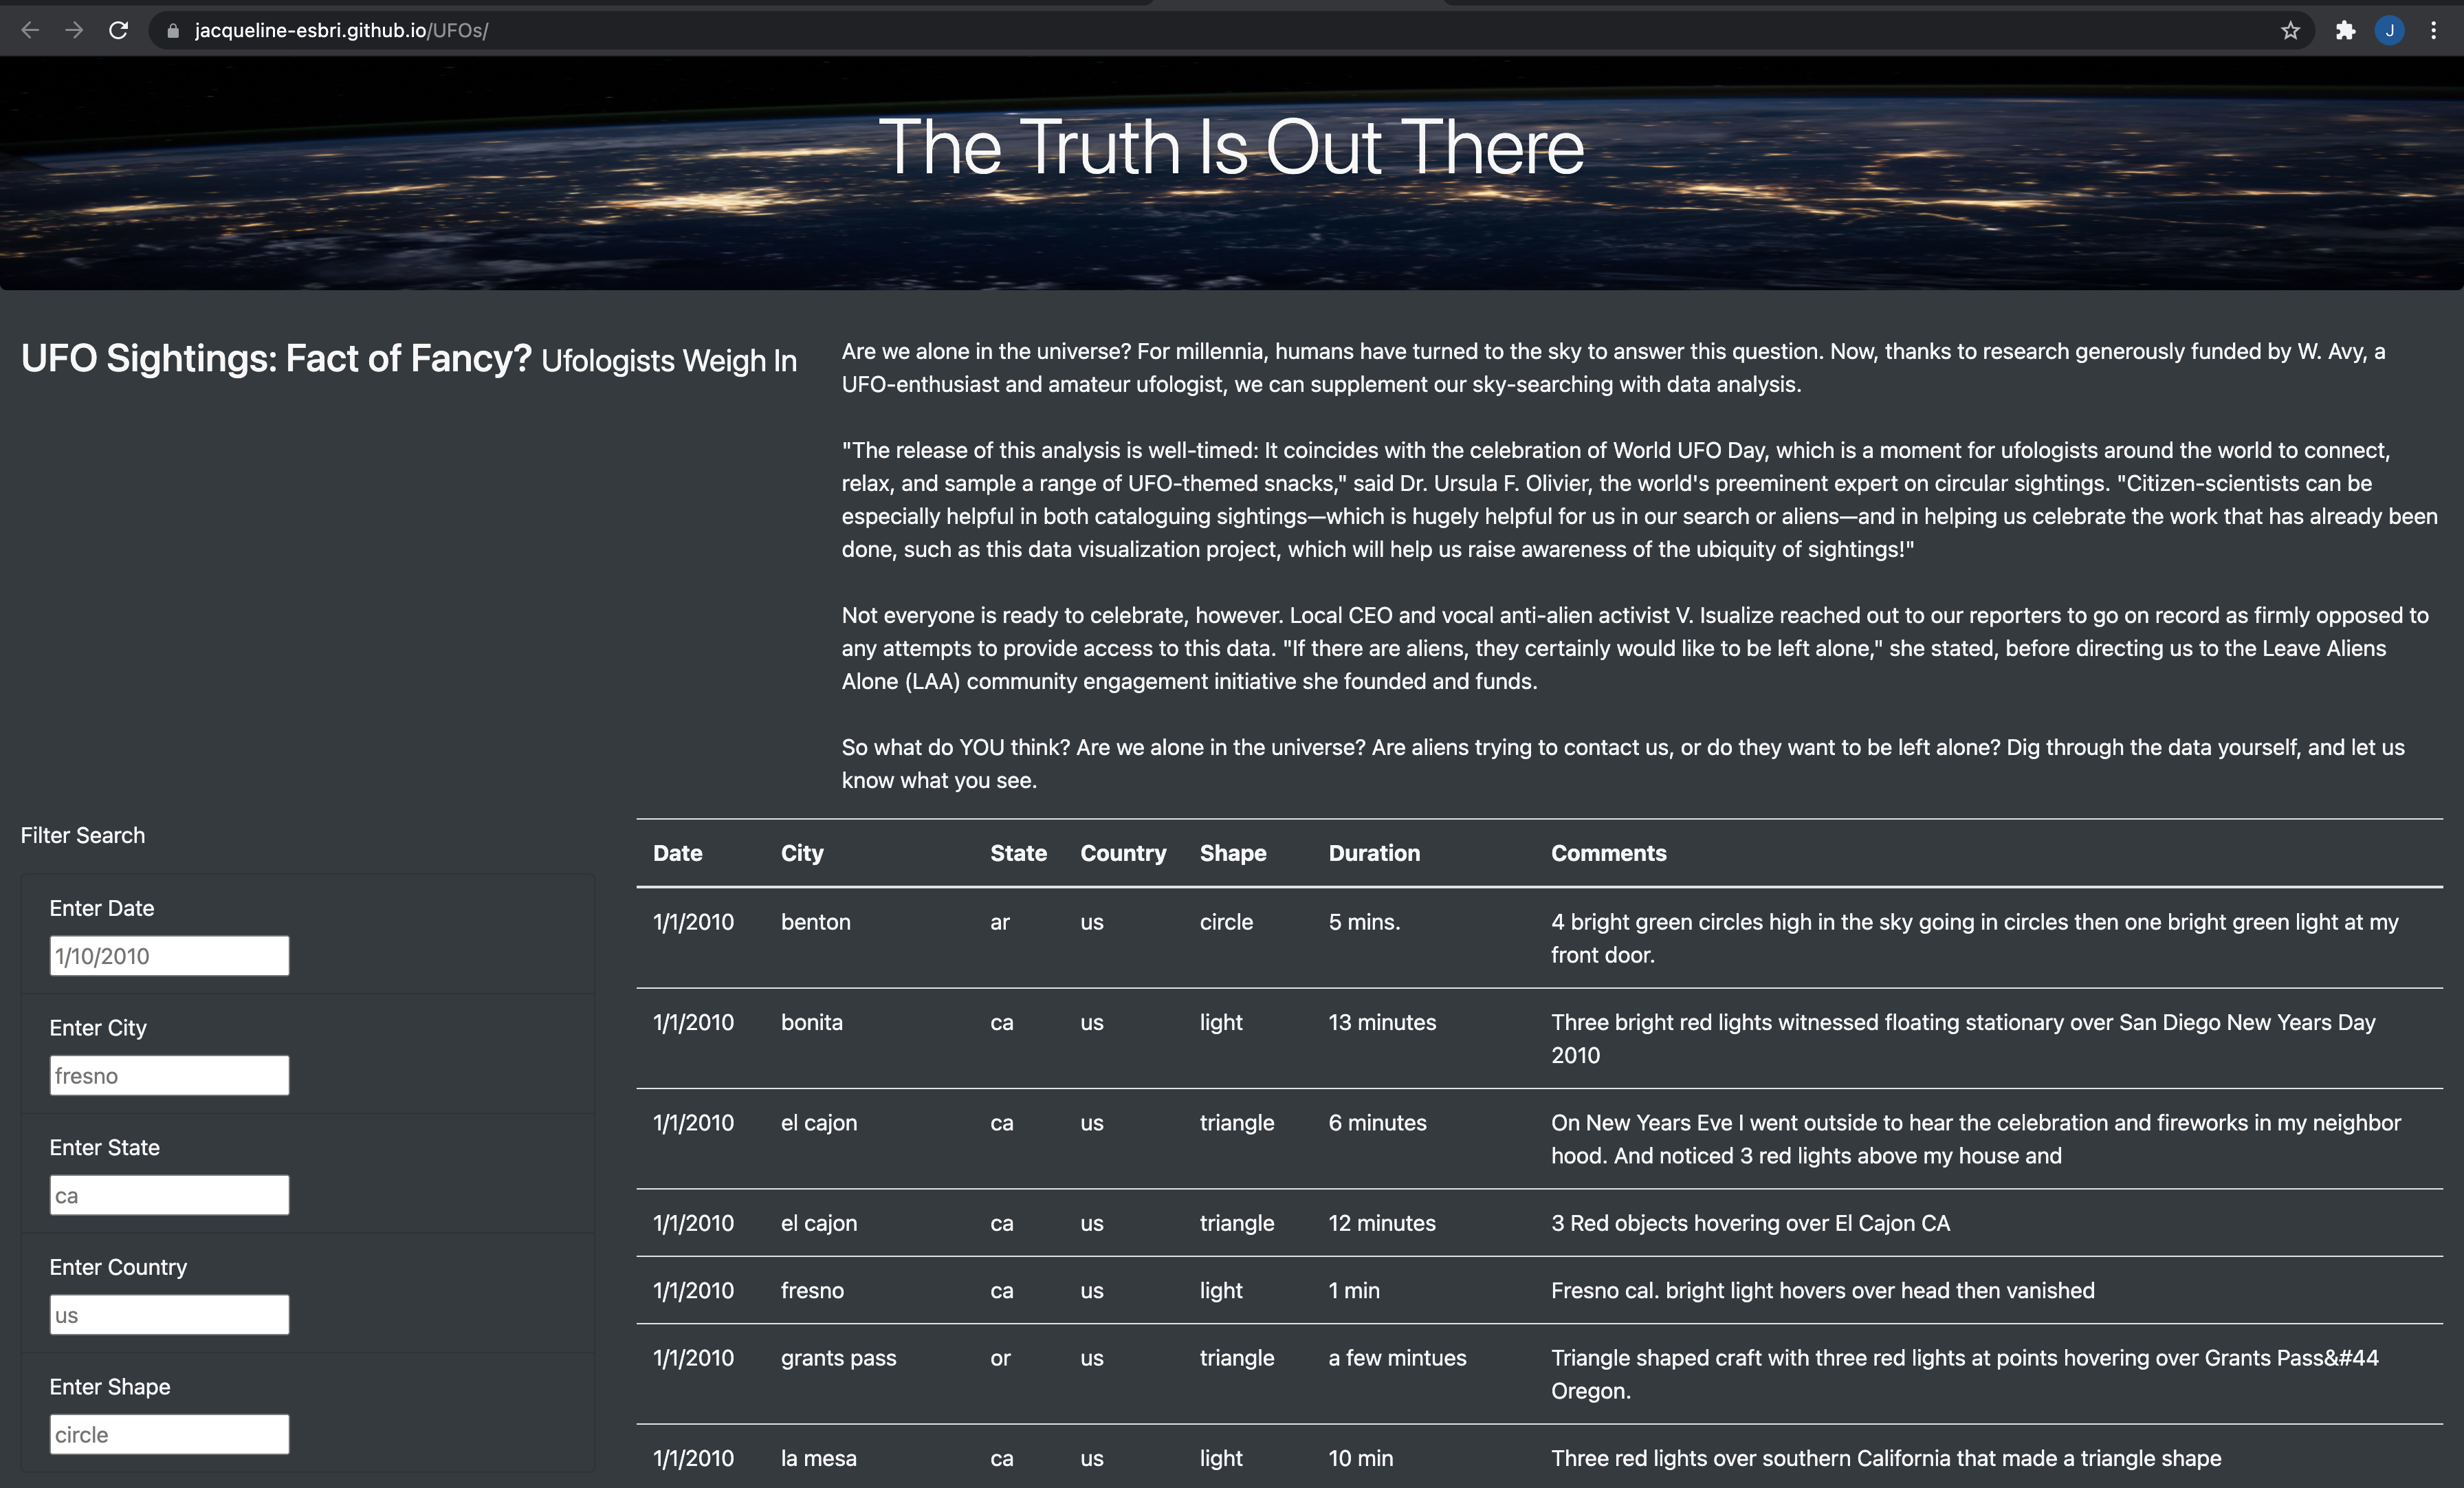 jacqueline-esbri.github.io/UFOs/
J
The Truth Is Out There
UFO Sightings: Fact of Fancy? Ufologists Weigh In
Are we alone in the universe? For millennia, humans have turned to the sky to answer this question. Now, thanks to research generously funded by W. Avy, a
UFO-enthusiast and amateur ufologist, we can supplement our sky-searching with data analysis.
"The release of this analysis is well-timed: It coincides with the celebration of World UFO Day, which is a moment for ufologists around the world to connect,
relax, and sample a range of UFO-themed snacks," said Dr. Ursula F. Olivier, the world's preeminent expert on circular sightings. "Citizen-scientists can be
especially helpful in both cataloguing sightings—which is hugely helpful for us in our search or aliens—and in helping us celebrate the work that has already been
done, such as this data visualization project, which will help us raise awareness of the ubiquity of sightings!"
Not everyone is ready to celebrate, however. Local CEO and vocal anti-alien activist V. Isualize reached out to our reporters to go on record as firmly opposed to
any attempts to provide access to this data. "If there are aliens, they certainly would like to be left alone," she stated, before directing us to the Leave Aliens
Alone (LAA) community engagement initiative she founded and funds.
So what do YOU think? Are we alone in the universe? Are aliens trying to contact us, or do they want to be left alone? Dig through the data yourself, and let us
know what you see.
Filter Search
Enter Date
1/10/2010
Enter City
fresno
Enter State
ca
Enter Country
us
Enter Shape
circle
Date City State Country Shape Duration Comments
1/1/2010 benton ar us circle 5 mins. 4 bright green circles high in the sky going in circles then one bright green light at my
front door.
1/1/2010 bonita ca us light 13 minutes Three bright red lights witnessed floating stationary over San Diego New Years Day
2010
1/1/2010 el cajon ca us triangle 6 minutes On New Years Eve I went outside to hear the celebration and fireworks in my neighbor
hood. And noticed 3 red lights above my house and
1/1/2010 el cajon ca us triangle 12 minutes 3 Red objects hovering over El Cajon CA
1/1/2010 fresno ca us light 1 min Fresno cal. bright light hovers over head then vanished
1/1/2010 grants pass or us triangle a few mintues Triangle shaped craft with three red lights at points hovering over Grants Pass&#44
Oregon.
1/1/2010 la mesa ca us light 10 min Three red lights over southern California that made a triangle shape